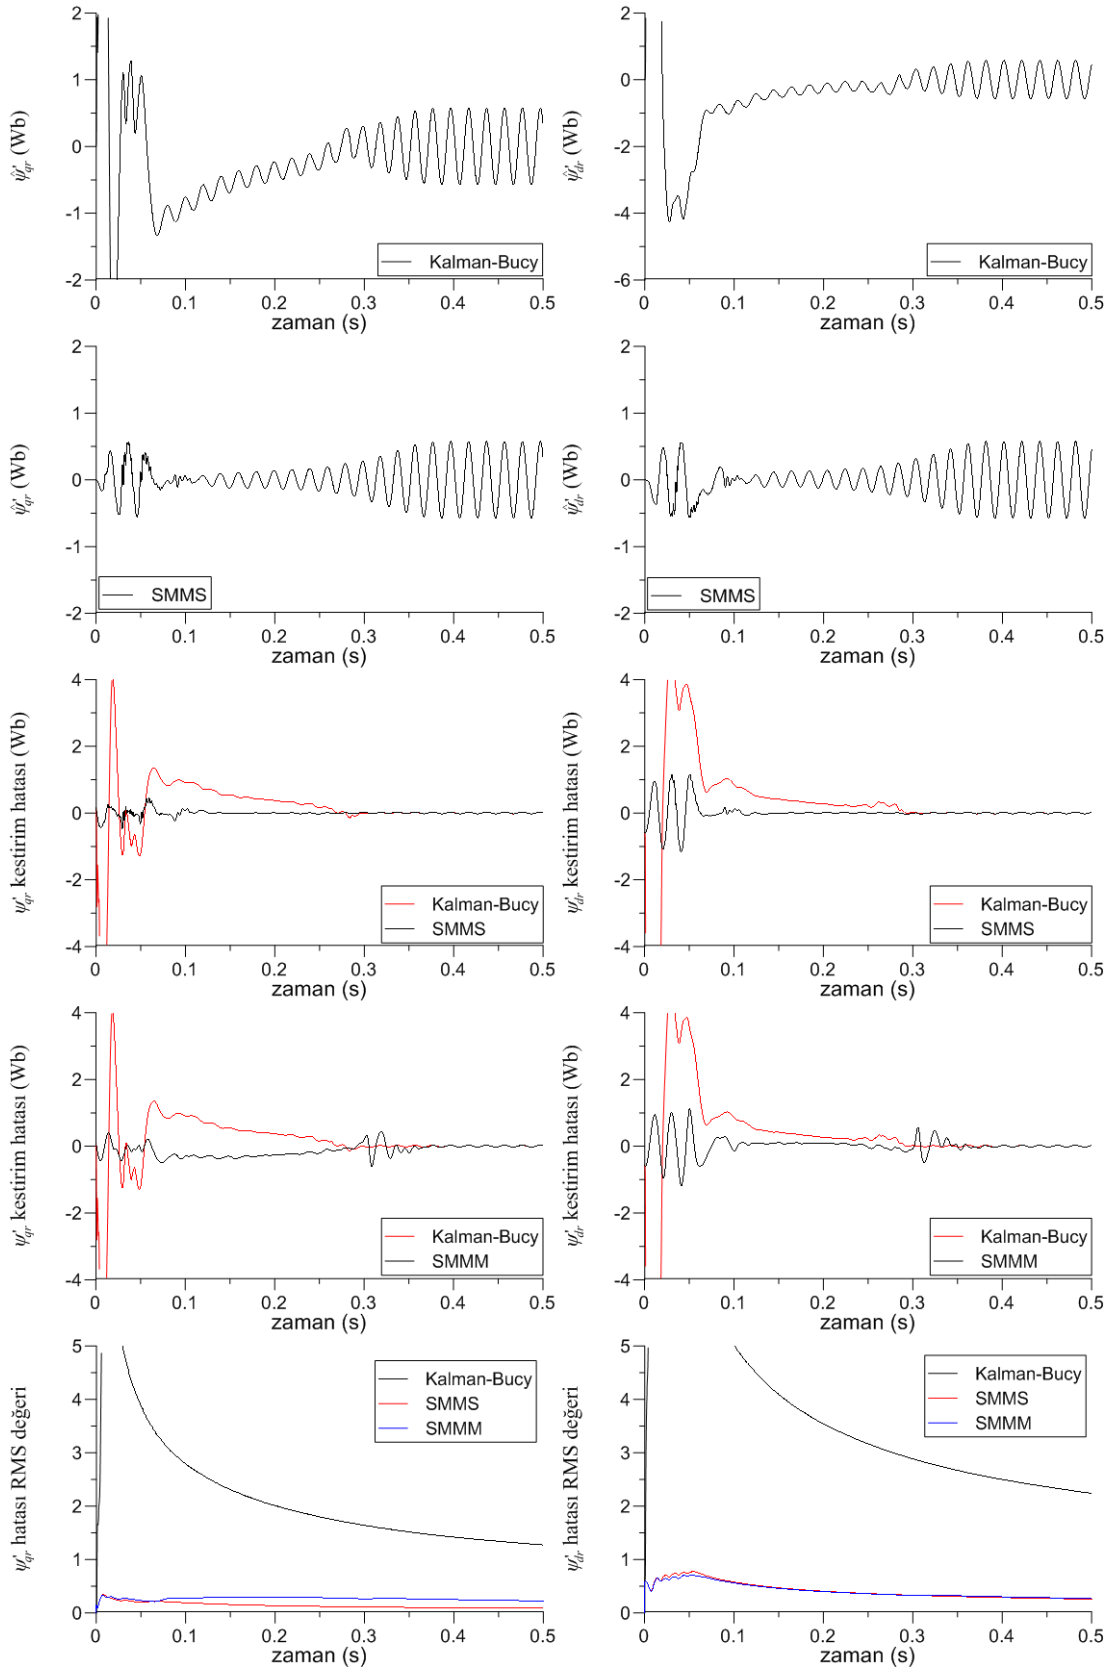 2
1
0
-1
-2
ψ̂'qr (Wb)
Kalman-Bucy
0 0.1 0.2 0.3 0.4 0.5
zaman (s)
2
0
-2
-4
-6
ψ̂'dr (Wb)
Kalman-Bucy
0 0.1 0.2 0.3 0.4 0.5
zaman (s)
2
1
0
-1
-2
ψ̂'qr (Wb)
SMMS
0 0.1 0.2 0.3 0.4 0.5
zaman (s)
2
1
0
-1
-2
ψ̂'dr (Wb)
SMMS
0 0.1 0.2 0.3 0.4 0.5
zaman (s)
4
2
0
-2
-4
ψ'qr kestirim hatası (Wb)
Kalman-Bucy
SMMS
0 0.1 0.2 0.3 0.4 0.5
zaman (s)
4
2
0
-2
-4
ψ'dr kestirim hatası (Wb)
Kalman-Bucy
SMMS
0 0.1 0.2 0.3 0.4 0.5
zaman (s)
4
2
0
-2
-4
ψ'qr kestirim hatası (Wb)
Kalman-Bucy
SMMM
0 0.1 0.2 0.3 0.4 0.5
zaman (s)
4
2
0
-2
-4
ψ'dr kestirim hatası (Wb)
Kalman-Bucy
SMMM
0 0.1 0.2 0.3 0.4 0.5
zaman (s)
5
4
3
2
1
0
ψ'qr hatası RMS değeri
Kalman-Bucy
SMMS
SMMM
0 0.1 0.2 0.3 0.4 0.5
zaman (s)
5
4
3
2
1
0
ψ'dr hatası RMS değeri
Kalman-Bucy
SMMS
SMMM
0 0.1 0.2 0.3 0.4 0.5
zaman (s)